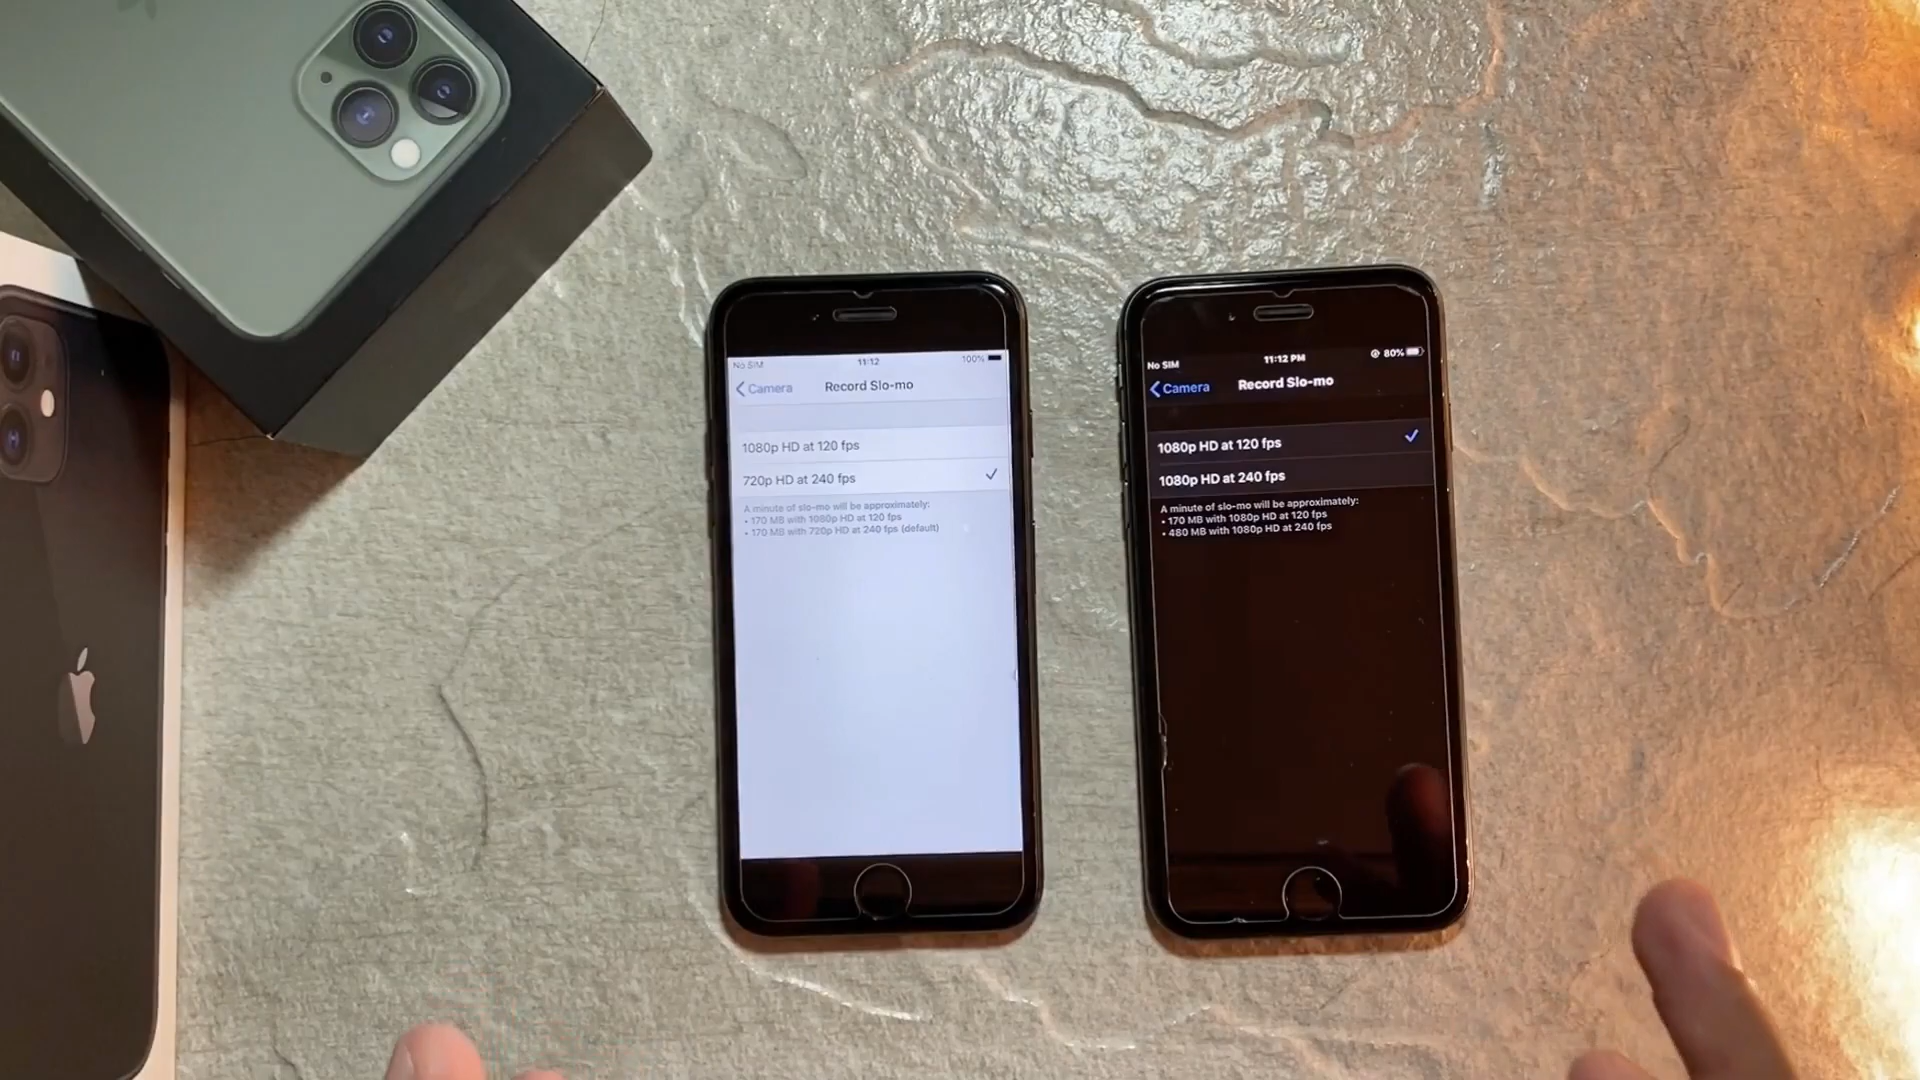 No SIM 11:12 100%
Camera Record Slo-mo
1080p HD at 120 fps
720p HD at 240 fps
A minute of slo-mo will be approximately:
• 170 MB with 1080p HD at 120 fps
• 170 MB with 720p HD at 240 fps (default)
No SIM 11:12 PM 80%
Camera Record Slo-mo
1080p HD at 120 fps
1080p HD at 240 fps
A minute of slo-mo will be approximately:
• 170 MB with 1080p HD at 120 fps
• 480 MB with 1080p HD at 240 fps